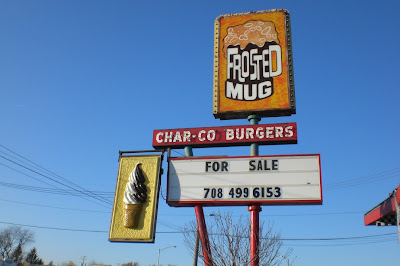 FROSTED
MUG
CHAR-CO BURGERS
FOR SALE
708 499 6153